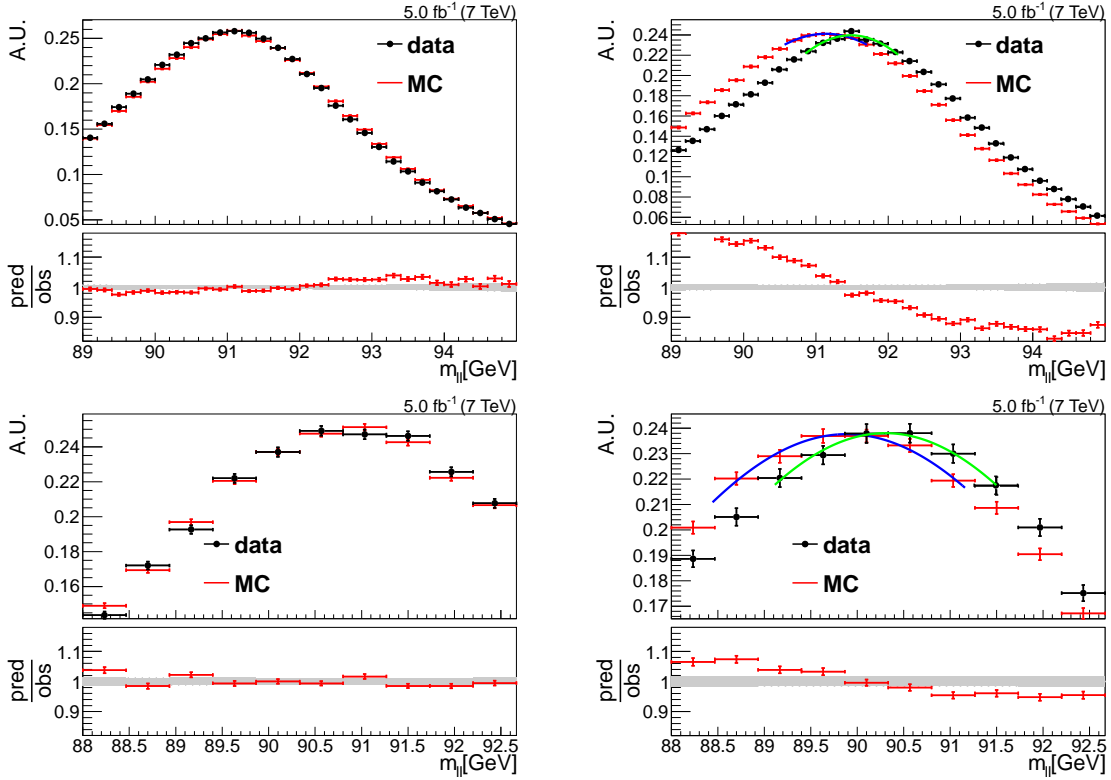 5.0 fb⁻¹ (7 TeV)
A.U.
0.25
0.2
0.15
0.1
0.05
data
MC
pred
obs
1.1
1
0.9
89 90 91 92 93 94
m_ll[GeV]
5.0 fb⁻¹ (7 TeV)
A.U.
0.24
0.22
0.2
0.18
0.16
0.14
0.12
0.1
0.08
0.06
data
MC
pred
obs
1.1
1
0.9
89 90 91 92 93 94
m_ll[GeV]
5.0 fb⁻¹ (7 TeV)
A.U.
0.24
0.22
0.2
0.18
0.16
data
MC
pred
obs
1.1
1
0.9
88 88.5 89 89.5 90 90.5 91 91.5 92 92.5
m_ll[GeV]
5.0 fb⁻¹ (7 TeV)
A.U.
0.24
0.23
0.22
0.21
0.2
0.19
0.18
0.17
data
MC
pred
obs
1.1
1
0.9
88 88.5 89 89.5 90 90.5 91 91.5 92 92.5
m_ll[GeV]